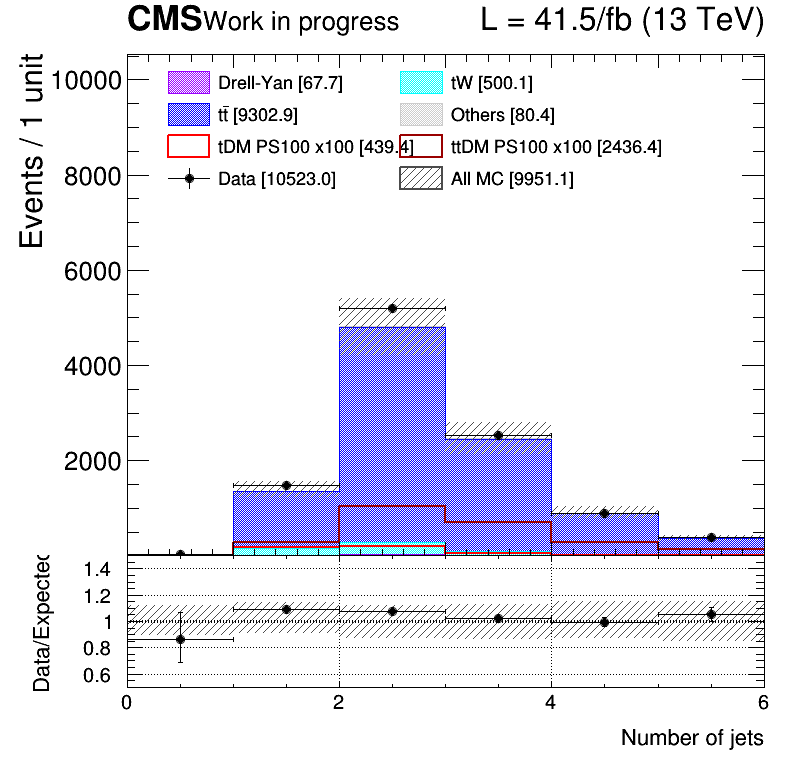 CMS Work in progress L = 41.5/fb (13 TeV)
Events / 1 unit
10000
8000
6000
4000
2000
Drell-Yan [67.7] tW [500.1]
tt̄ [9302.9] Others [80.4]
tDM PS100 x100 [439.4] ttDM PS100 x100 [2436.4]
Data [10523.0] All MC [9951.1]
Data/Expected
1.4
1.2
1
0.8
0.6
0 2 4 6
Number of jets